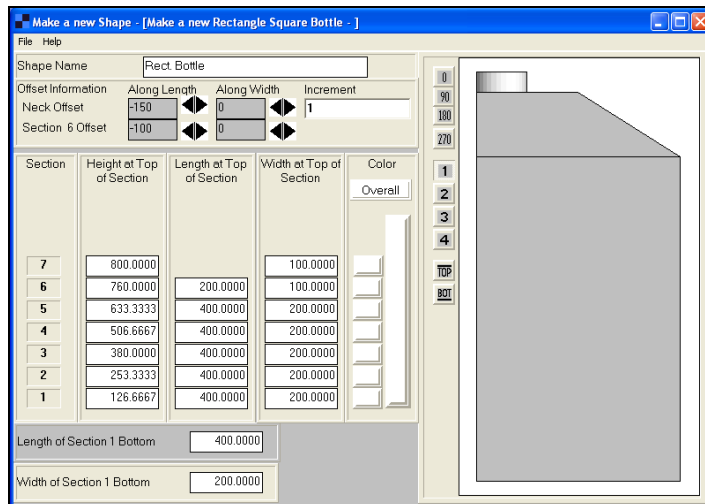 Make a new Shape - [Make a new Rectangle Square Bottle - ]
File Help
Shape Name Rect. Bottle
Offset Information Along Length Along Width Increment
Neck Offset -150 0 1
Section 6 Offset -100 0
Section Height at Top of Section Length at Top of Section Width at Top of Section Color
Overall
7 800.0000 100.0000
6 760.0000 200.0000 100.0000
5 633.3333 400.0000 200.0000
4 506.6667 400.0000 200.0000
3 380.0000 400.0000 200.0000
2 253.3333 400.0000 200.0000
1 126.6667 400.0000 200.0000
Length of Section 1 Bottom 400.0000
Width of Section 1 Bottom 200.0000
0
90
180
270
1
2
3
4
TOP
BOT